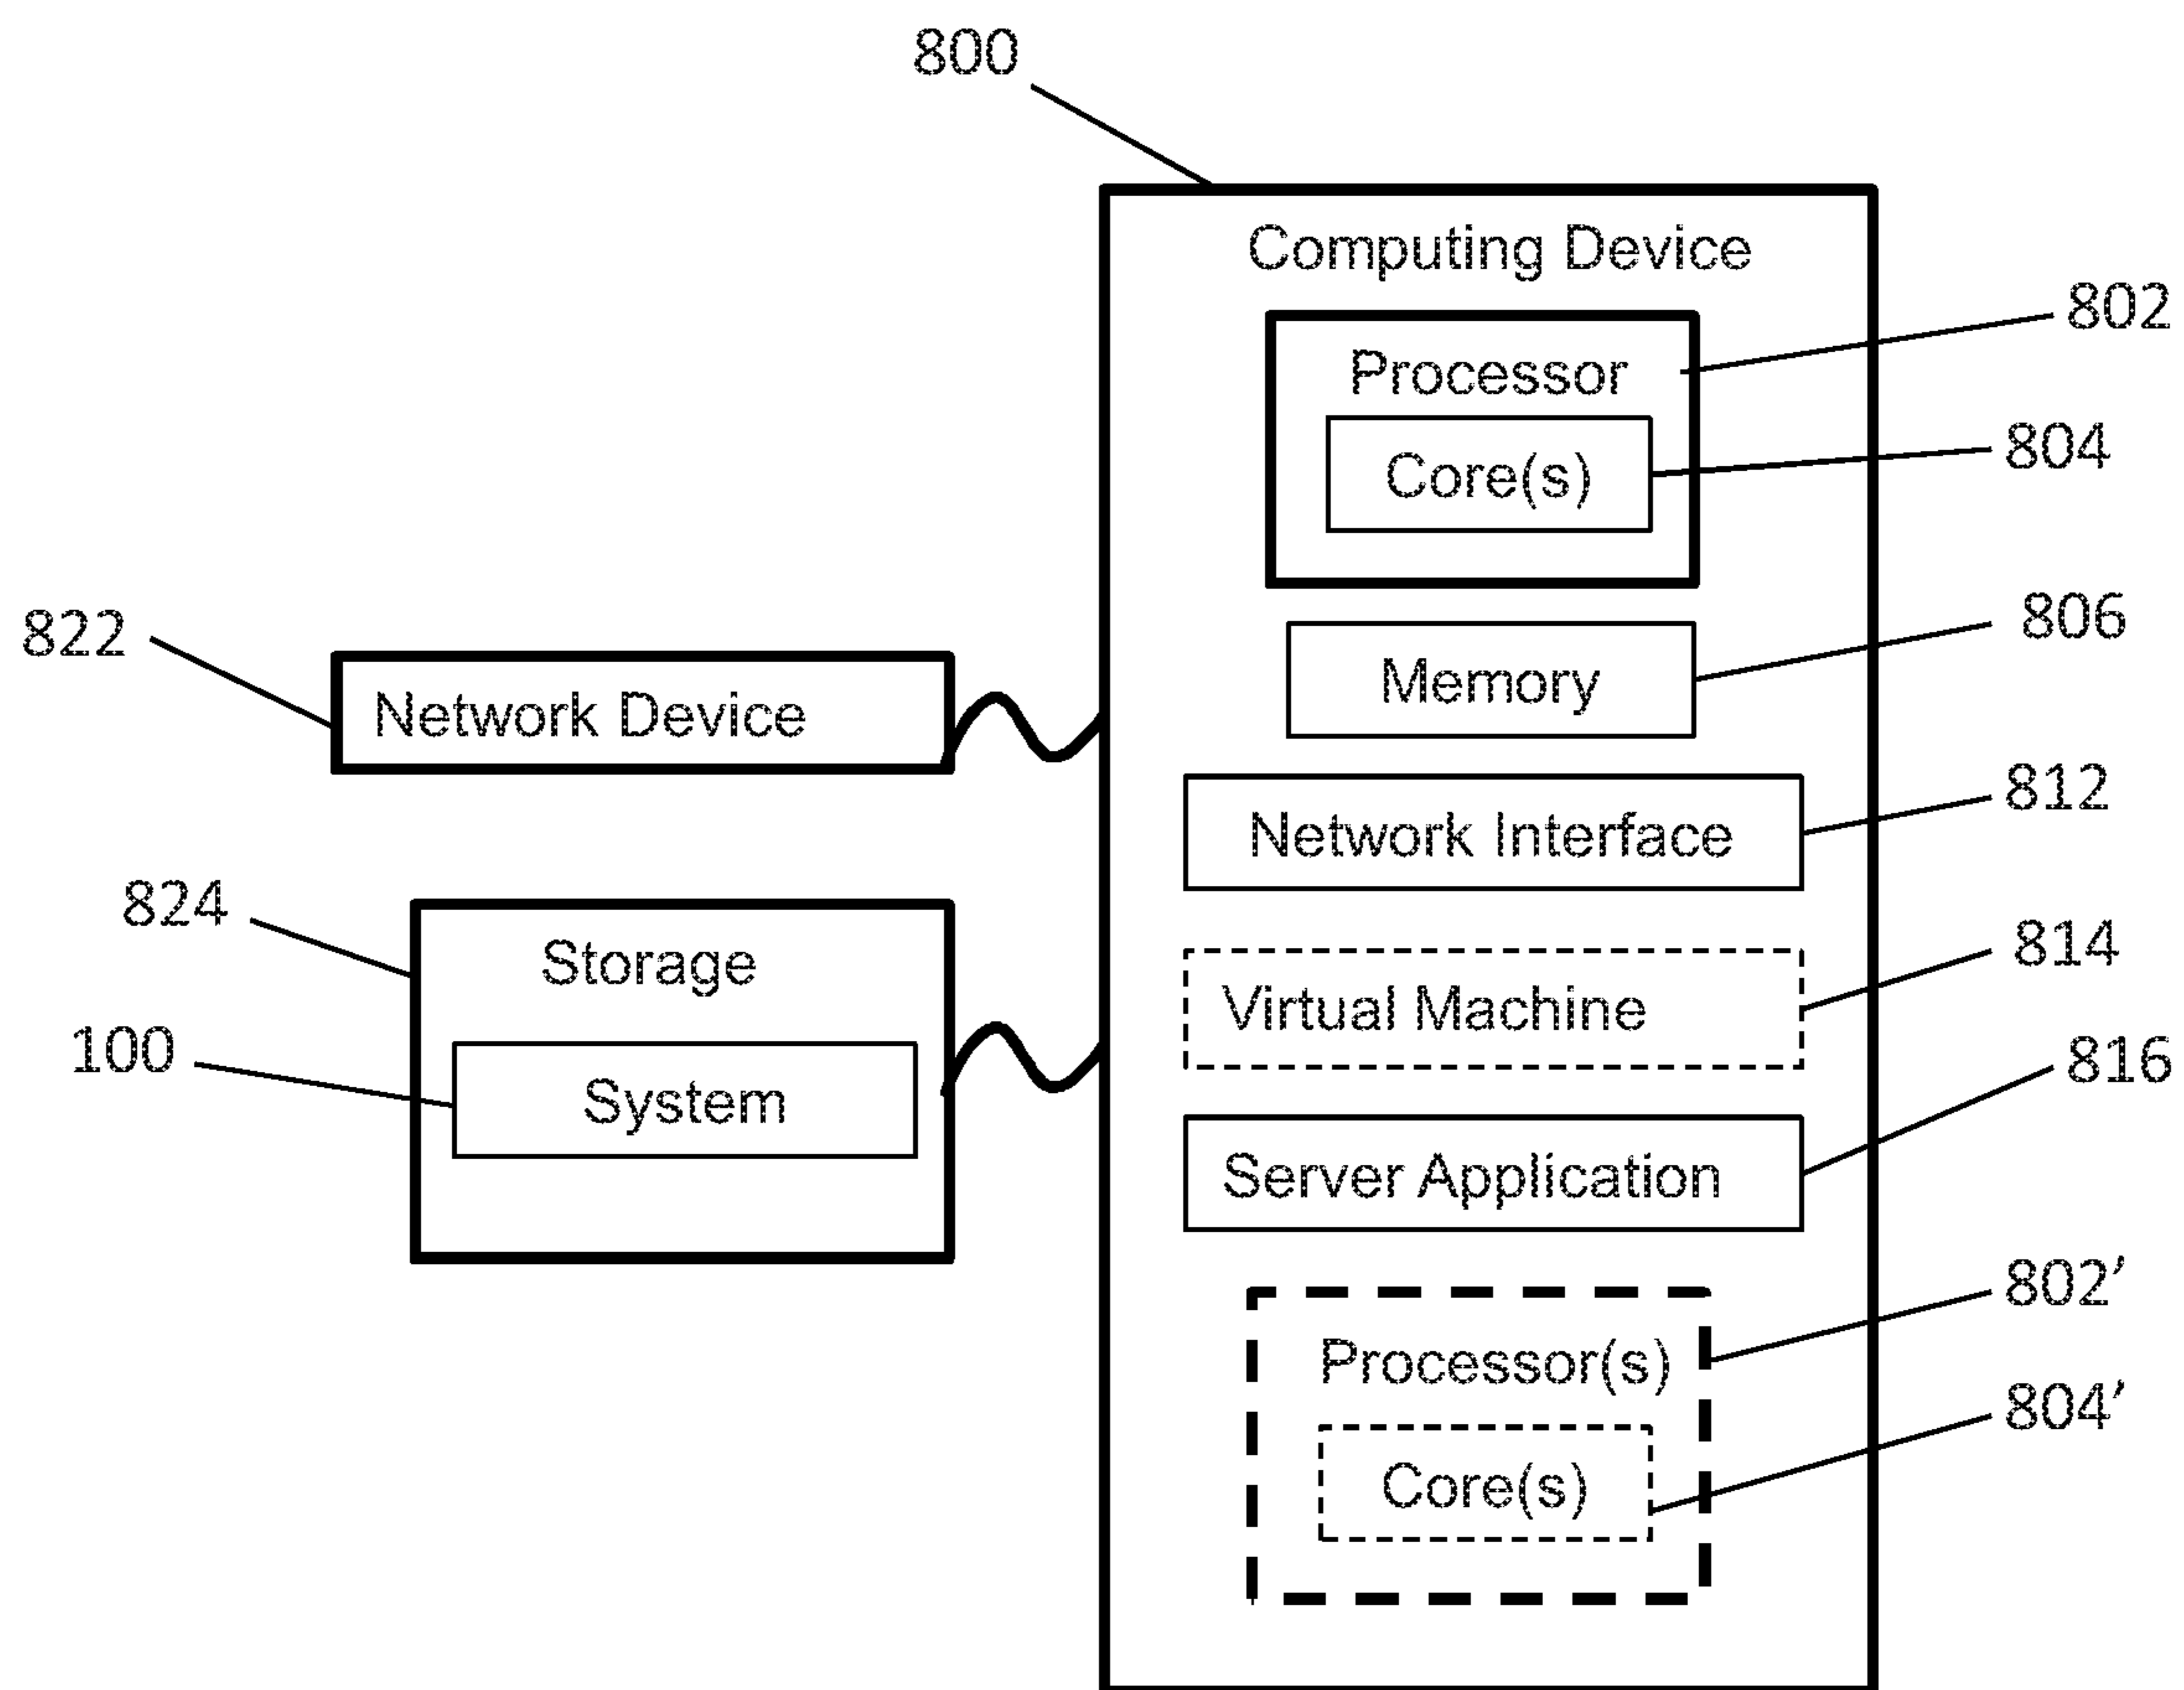 800
Computing Device
802
Processor
804
Core(s)
806
Memory
822
Network Device
812
Network Interface
824
Storage
814
Virtual Machine
100
System
816
Server Application
802’
Processor(s)
804’
Core(s)